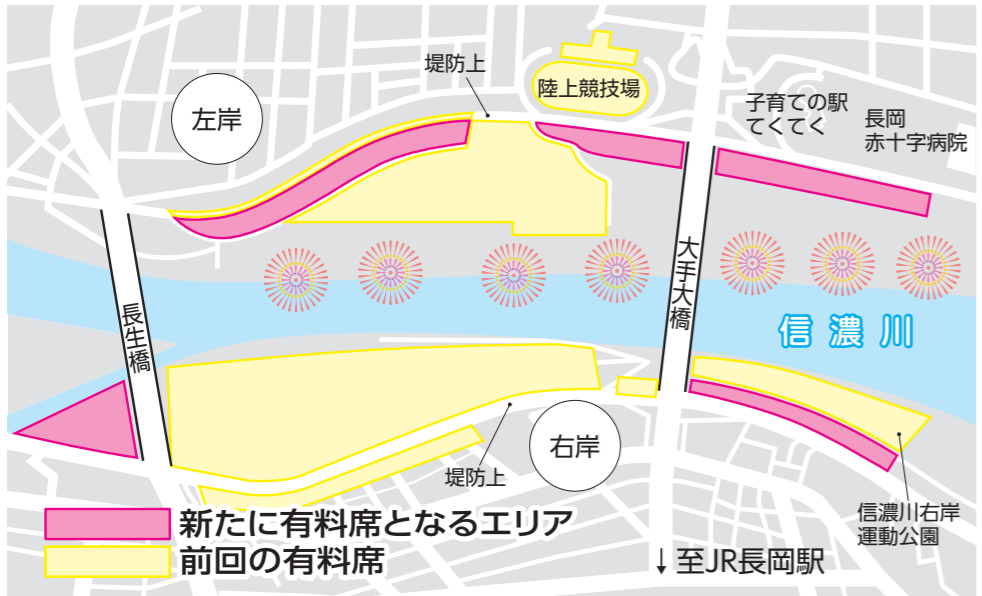 堤防上
陸上競技場
左岸
子育ての駅
てくてく
長岡
赤十字病院
大手大橋
長生橋
信濃川
堤防上
右岸
信濃川右岸
運動公園
新たに有料席となるエリア
前回の有料席
↓至JR長岡駅